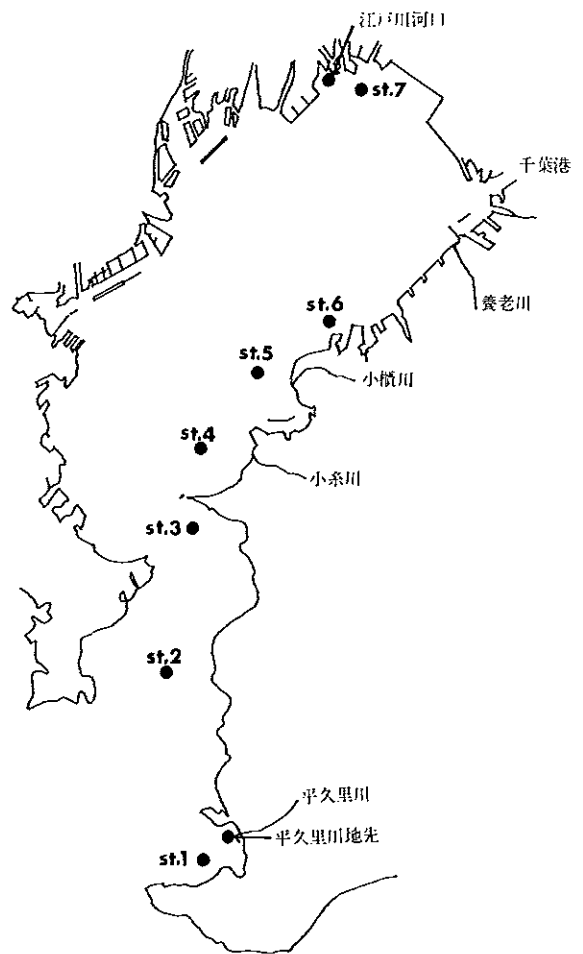 江戸川河口
st.7
千葉港
養老川
st.6
st.5
小櫃川
st.4
小糸川
st.3
st.2
平久里川
平久里川地先
st.1